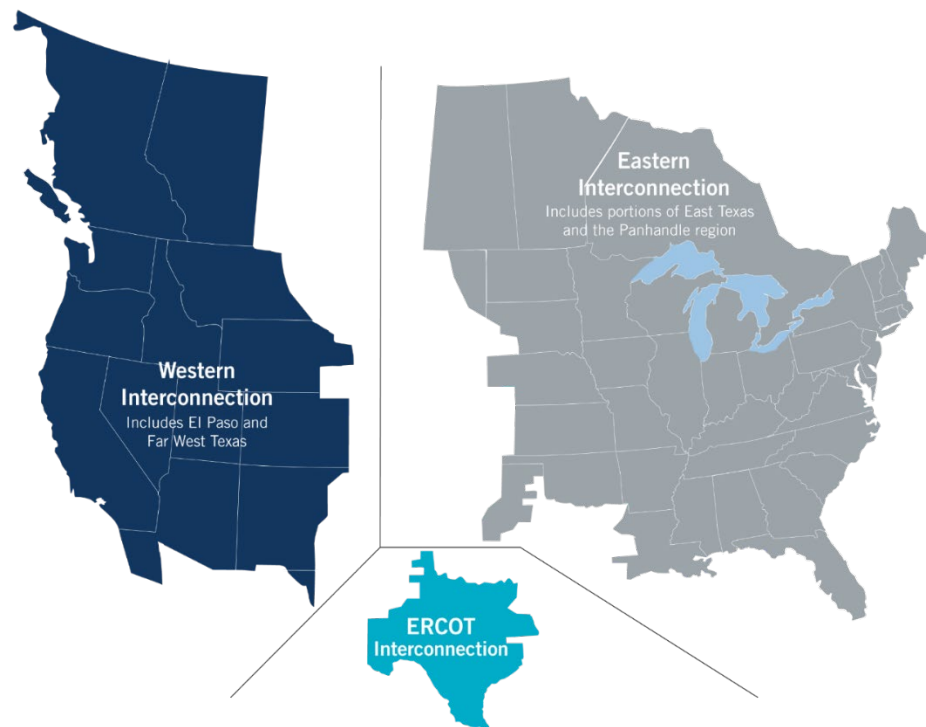 Western
Interconnection
Includes El Paso and
Far West Texas
Eastern
Interconnection
Includes portions of East Texas
and the Panhandle region
ERCOT
Interconnection